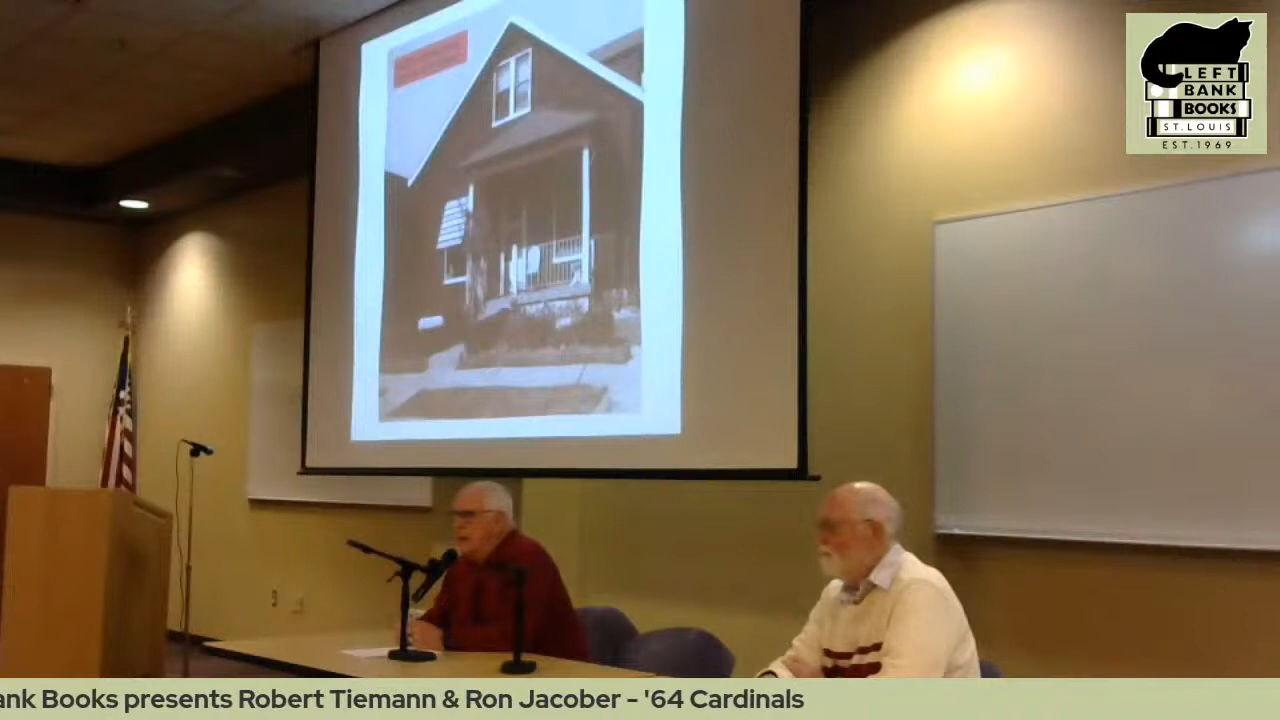 LEFT
BANK
BOOKS
ST. LOUIS
EST. 1969
ank Books presents Robert Tiemann & Ron Jacober - '64 Cardinals